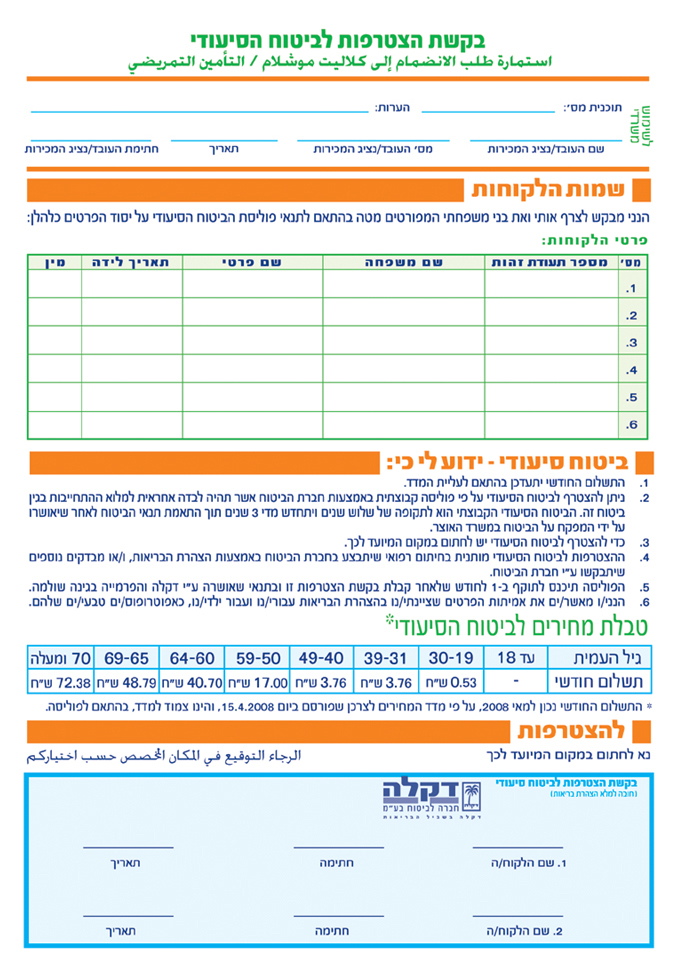 בקשת הצטרפות לביטוח הסיעודי
استمارة طلب الانضمام إلى كلاليت موشلام / التأمين التمريضي
לשימוש משרדי
תוכנית מס': הערות:
שם העובד/נציג המכירות מס' העובד/נציג המכירות תאריך חתימת העובד/נציג המכירות
שמות הלקוחות
הנני מבקש לצרף אותי ואת בני משפחתי המפורטים מטה בהתאם לתנאי פוליסת הביטוח הסיעודי על יסוד הפרטים כלהלן:
פרטי הלקוחות:
מס' מספר תעודת זהות שם משפחה שם פרטי תאריך לידה מין
1.
2.
3.
4.
5.
6.
ביטוח סיעודי - ידוע לי כי:
1. התשלום החודשי יתעדכן בהתאם לעליית המדד.
2. ניתן להצטרף לביטוח הסיעודי על פי פוליסה קבוצתית באמצעות חברת הביטוח אשר תהיה לבדה אחראית למלוא ההתחייבות בגין
ביטוח זה. הביטוח הסיעודי הקבוצתי הוא לתקופה של שלוש שנים ויתחדש מדי 3 שנים תוך התאמת תנאי הביטוח לאחר שיאושרו
על ידי המפקח על הביטוח במשרד האוצר.
3. כדי להצטרף לביטוח הסיעודי יש לחתום במקום המיועד לכך.
4. ההצטרפות לביטוח הסיעודי מותנית בחיתום רפואי שיתבצע בחברת הביטוח באמצעות הצהרת הבריאות, ו/או מבדקים נוספים
שיתבקשו ע"י חברת הביטוח.
5. הפוליסה תיכנס לתוקף ב-1 לחודש שלאחר קבלת בקשת הצטרפות זו ובתנאי שאושרה ע"י דקלה והפרמייה בגינה שולמה.
6. הנני/ו מאשר/ים את אמיתות הפרטים שציינתי/נו בהצהרת הבריאות עבורי/נו ועבור ילדי/נו, כאפוטרופוס/ים טבעי/ים שלהם.
טבלת מחירים לביטוח הסיעודי*
גיל העמית עד 18 30-19 39-31 49-40 59-50 64-60 69-65 70 ומעלה
תשלום חודשי - 0.53 ש"ח 3.76 ש"ח 3.76 ש"ח 17.00 ש"ח 40.70 ש"ח 48.79 ש"ח 72.38 ש"ח
* התשלום החודשי נכון למאי 2008, על פי מדד המחירים לצרכן שפורסם ביום 15.4.2008, והינו צמוד למדד, בהתאם לפוליסה.
להצטרפות
נא לחתום במקום המיועד לכך الرجاء التوقيع في المكان المخصص حسب اختياركم
בקשת הצטרפות לביטוח סיעודי
(חובה למלא הצהרת בריאות)
דקלה
חברה לביטוח בע"מ
דקלה בשביל הבריאות
1. שם הלקוח/ה חתימה תאריך
2. שם הלקוח/ה חתימה תאריך